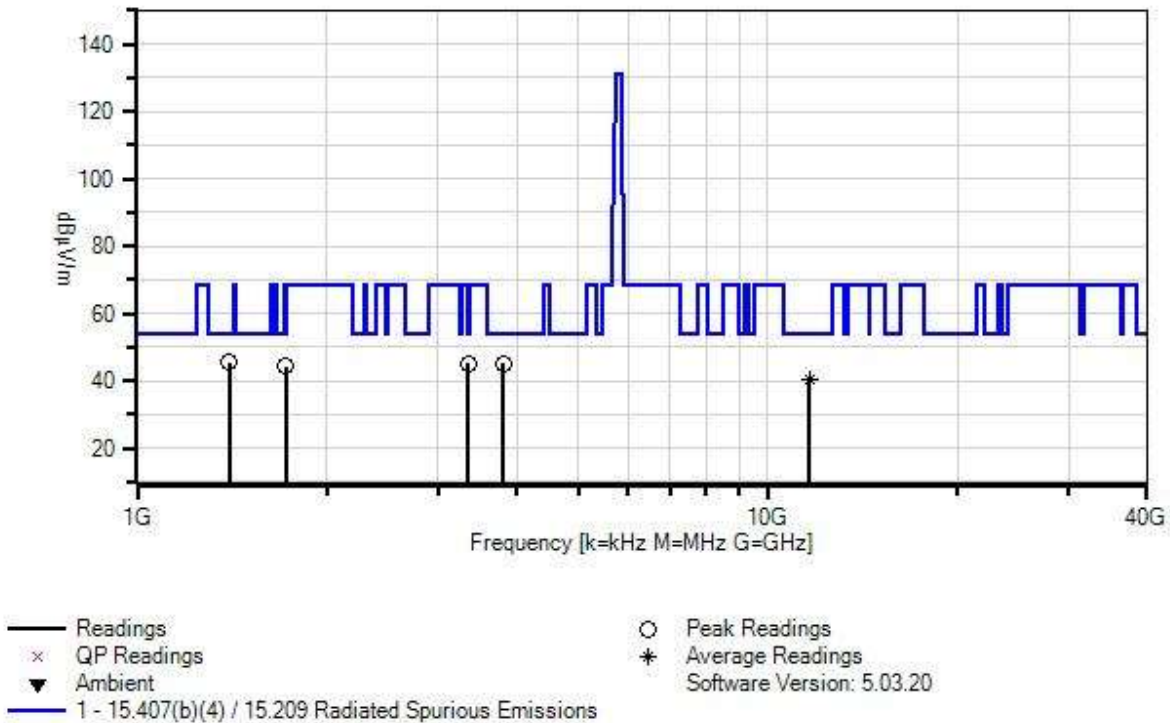 140
120
100
80
60
40
20
dBµV/m
1G 10G 40G
Frequency [k=kHz M=MHz G=GHz]
Readings
QP Readings
Ambient
1 - 15.407(b)(4) / 15.209 Radiated Spurious Emissions
Peak Readings
Average Readings
Software Version: 5.03.20